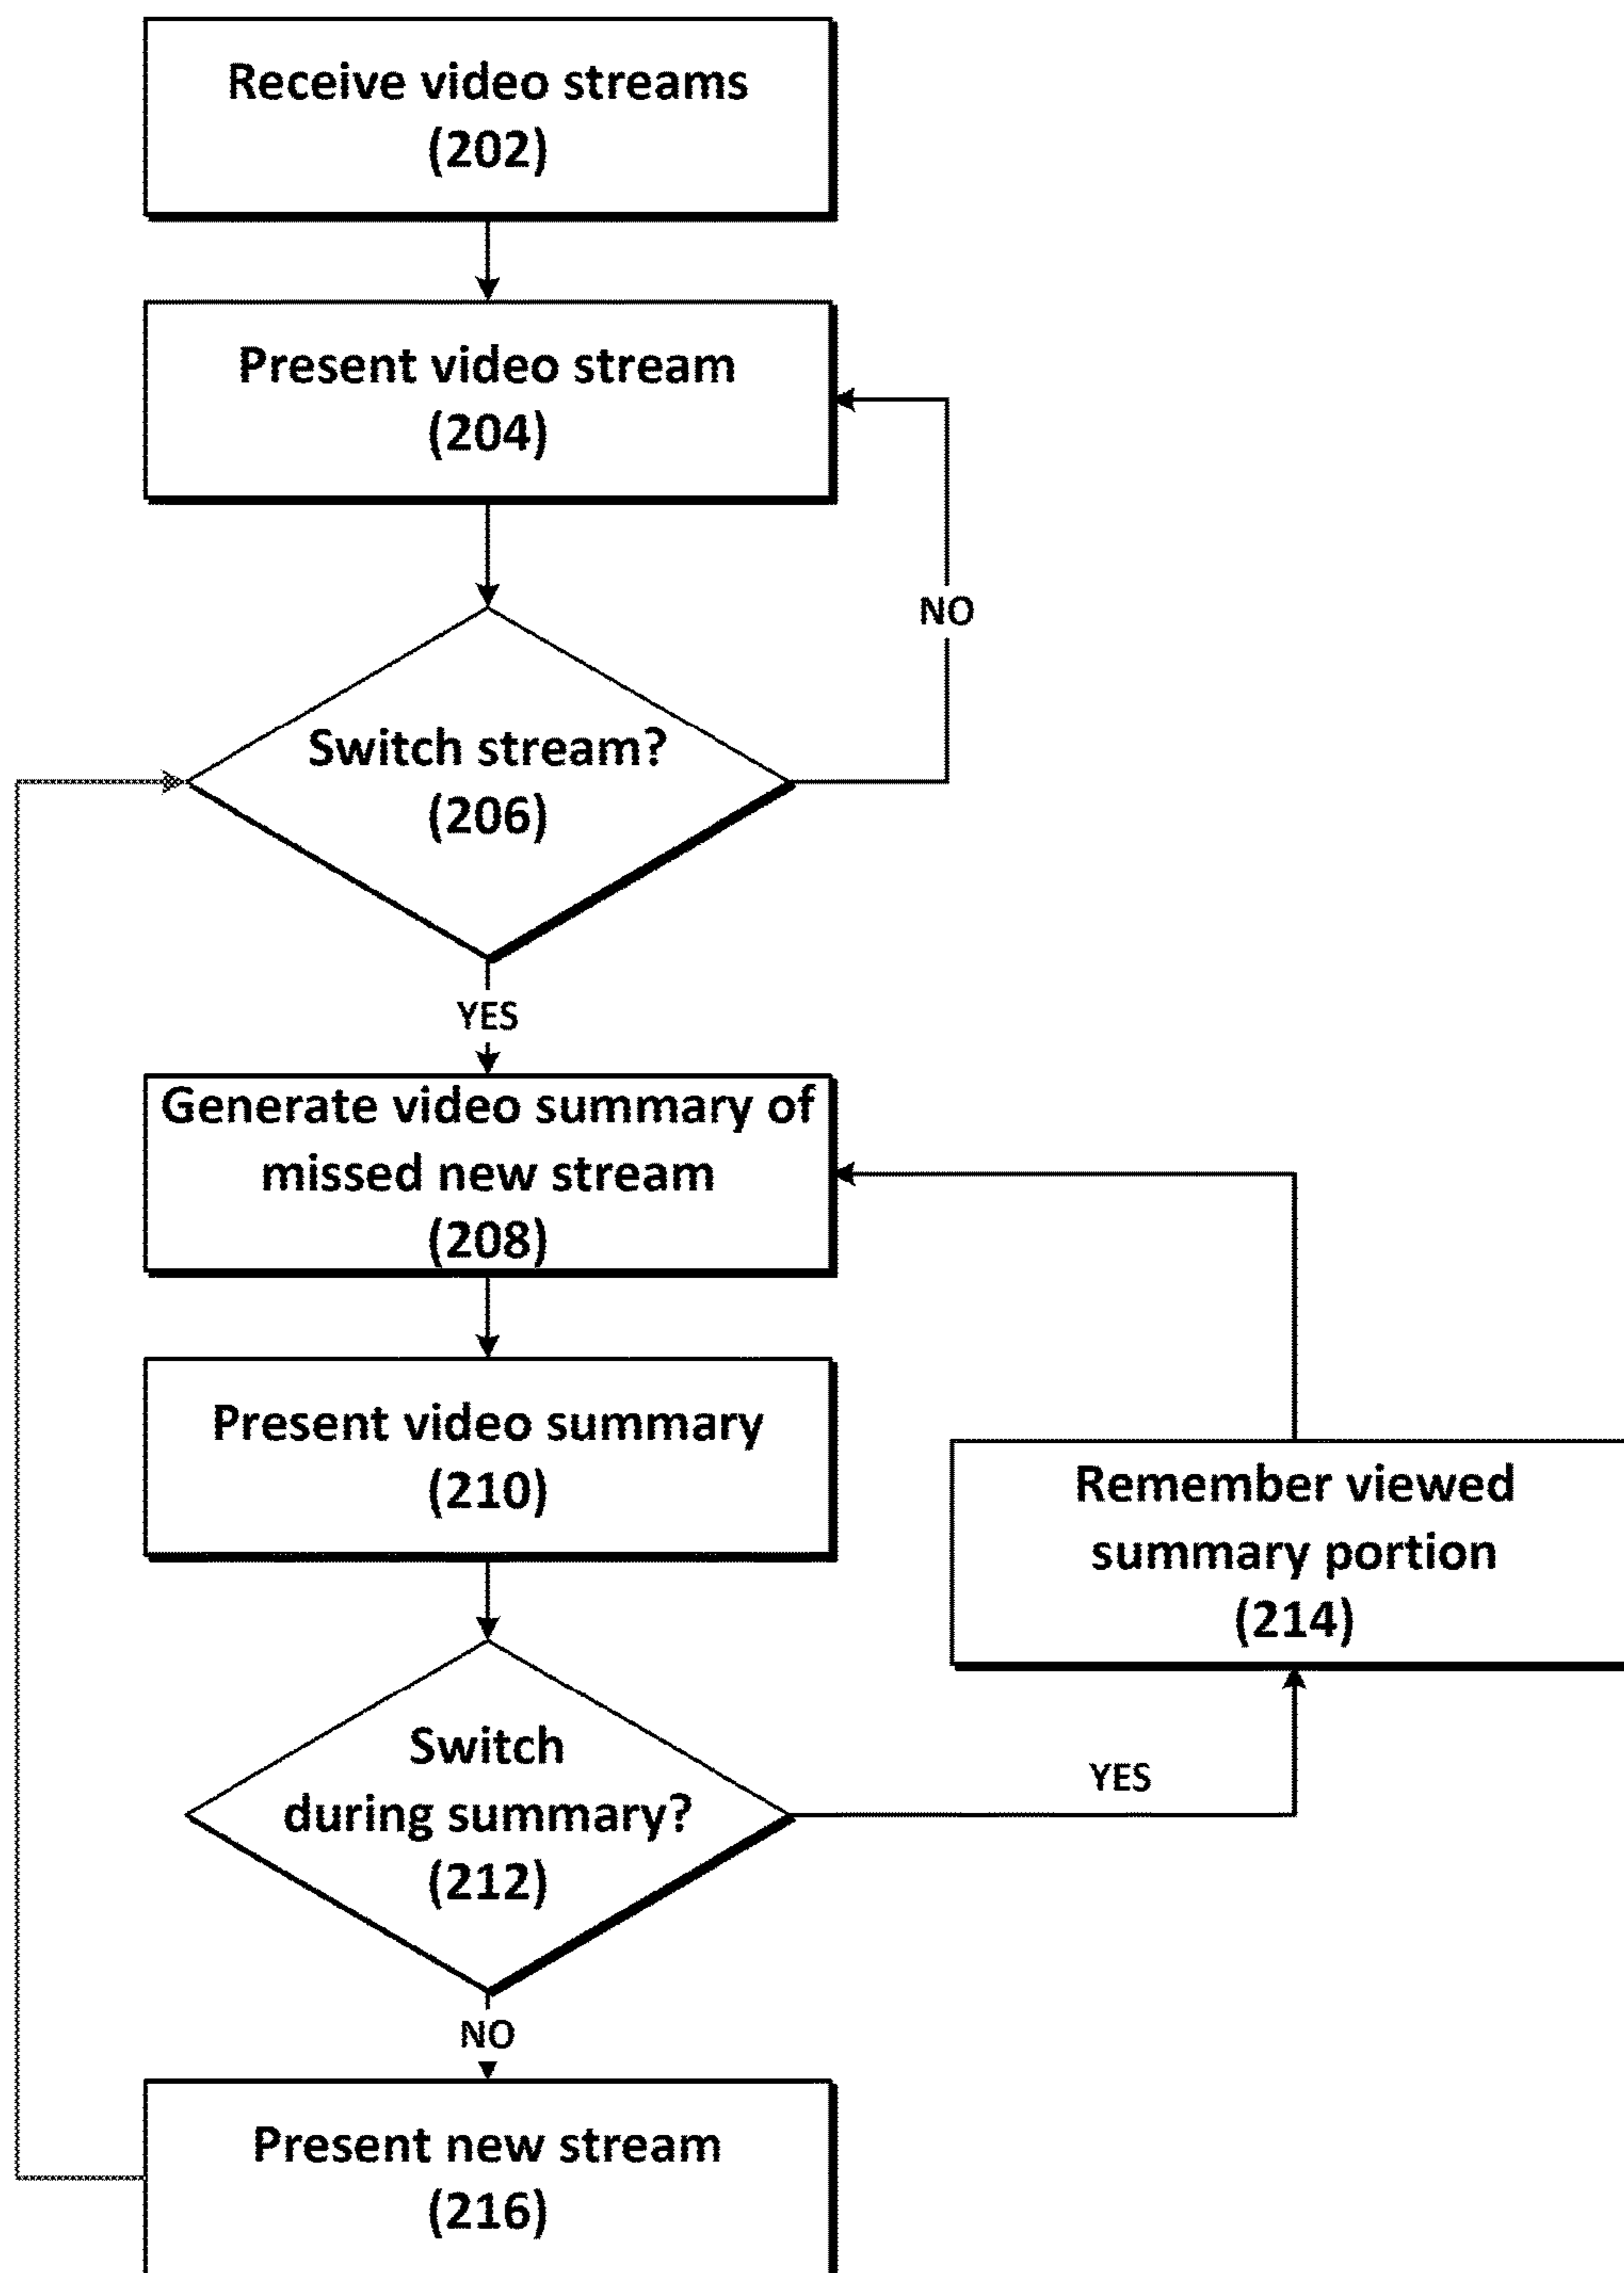 Receive video streams
(202)
Present video stream
(204)
NO
Switch stream?
(206)
YES
Generate video summary of
missed new stream
(208)
Present video summary
(210)
Remember viewed
summary portion
(214)
Switch
during summary?
(212)
YES
NO
Present new stream
(216)